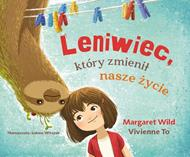 Leniwiec,
który zmienił
nasze życie
Margaret Wild
Vivienne To